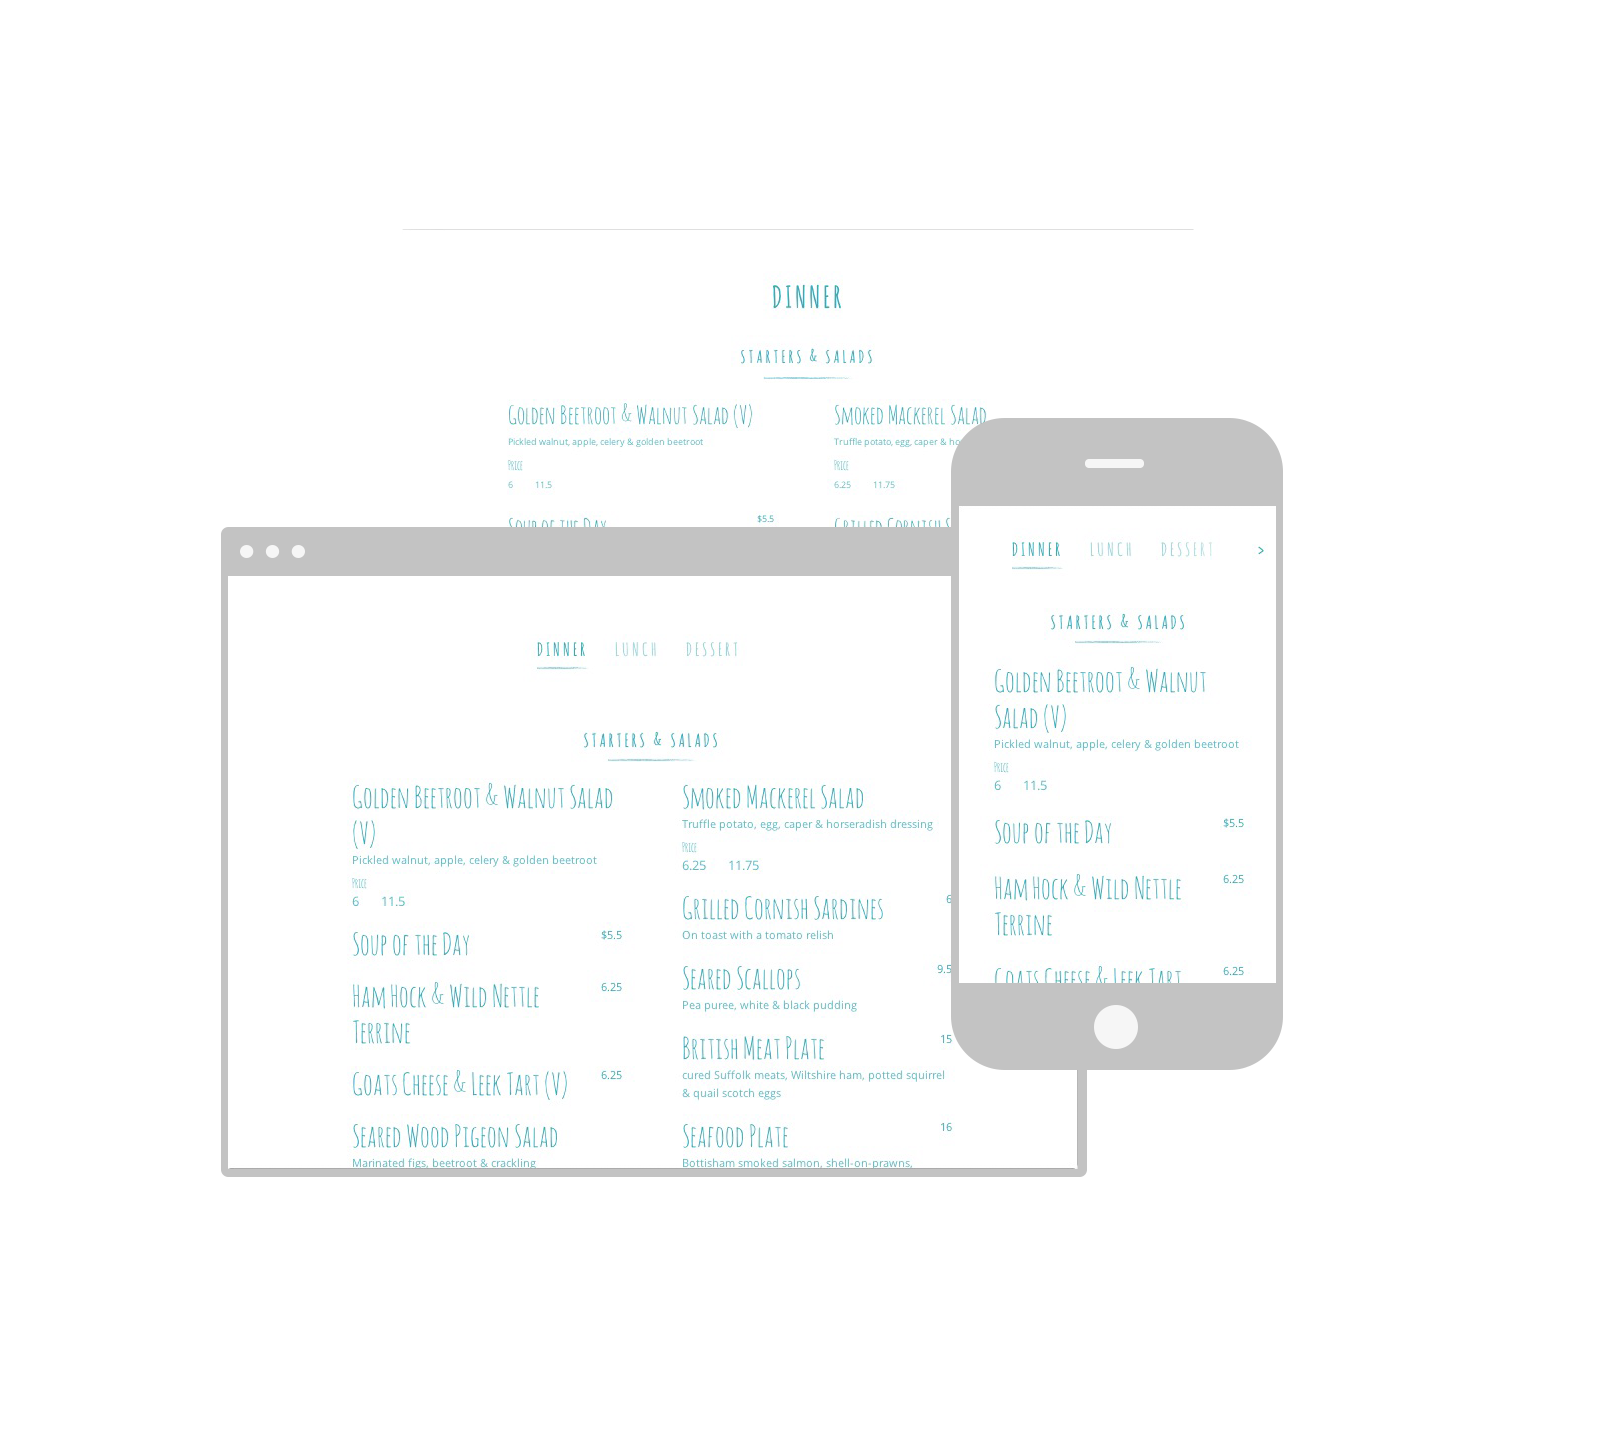 DINNER
STARTERS & SALADS
Golden Beetroot & Walnut Salad (V)
Pickled walnut, apple, celery & golden beetroot
Price
6 11.5
Soup of the Day $5.5
Smoked Mackerel Salad
Truffle potato, egg, caper &
Price
6.25 11.75
Grilled Cornish
DINNER LUNCH DESSERT
STARTERS & SALADS
Golden Beetroot & Walnut Salad
(V)
Pickled walnut, apple, celery & golden beetroot
Price
6 11.5
Soup of the Day $5.5
Ham Hock & Wild Nettle 6.25
Terrine
Goats Cheese & Leek Tart (V) 6.25
Seared Wood Pigeon Salad
Marinated figs, beetroot & crackling
Smoked Mackerel Salad
Truffle potato, egg, caper & horseradish dressing
Price
6.25 11.75
Grilled Cornish Sardines
On toast with a tomato relish
Seared Scallops 9.5
Pea puree, white & black pudding
British Meat Plate 15
cured Suffolk meats, Wiltshire ham, potted squirrel
& quail scotch eggs
Seafood Plate 16
Bottisham smoked salmon, shell-on-prawns,
DINNER LUNCH DESSERT >
STARTERS & SALADS
Golden Beetroot & Walnut
Salad (V)
Pickled walnut, apple, celery & golden beetroot
Price
6 11.5
Soup of the Day $5.5
Ham Hock & Wild Nettle 6.25
Terrine
Goats Cheese & Leek Tart 6.25